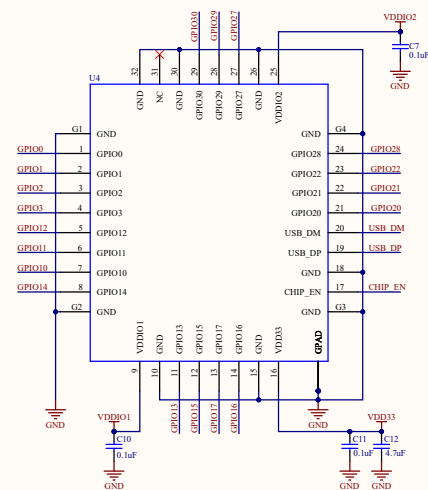 GPIO30
GPIO29
GPIO27
VDDIO2
C7
0.1uF
GND
U4
32
31
30
29
28
27
26
25
GND
NC
GND
GPIO30
GPIO29
GPIO27
GND
VDDIO2
G1
GND
GND
G4
GPIO0
1
GPIO0
GPIO28
24
GPIO28
GPIO1
2
GPIO1
GPIO22
23
GPIO22
GPIO2
3
GPIO2
GPIO21
22
GPIO21
GPIO3
4
GPIO3
GPIO20
21
GPIO20
GPIO12
5
GPIO12
USB_DM
20
USB_DM
GPIO11
6
GPIO11
USB_DP
19
USB_DP
GPIO10
7
GPIO10
GND
18
GPIO14
8
GPIO14
CHIP_EN
17
CHIP_EN
G2
GND
GND
G3
VDDIO1
GND
GPIO13
GPIO15
GPIO17
GPIO16
GND
VDD33
GPAD
9
10
11
12
13
14
15
16
GPIO13
GPIO15
GPIO17
GPIO16
GND
VDDIO1
GND
VDD33
C10
0.1uF
C11
0.1uF
C12
4.7uF
GND
GND
GND